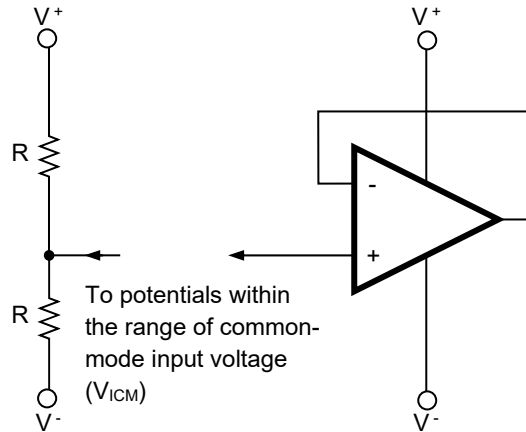 V+
V+
R
-
+
R
To potentials within
the range of common-
mode input voltage
(VICM)
V-
V-